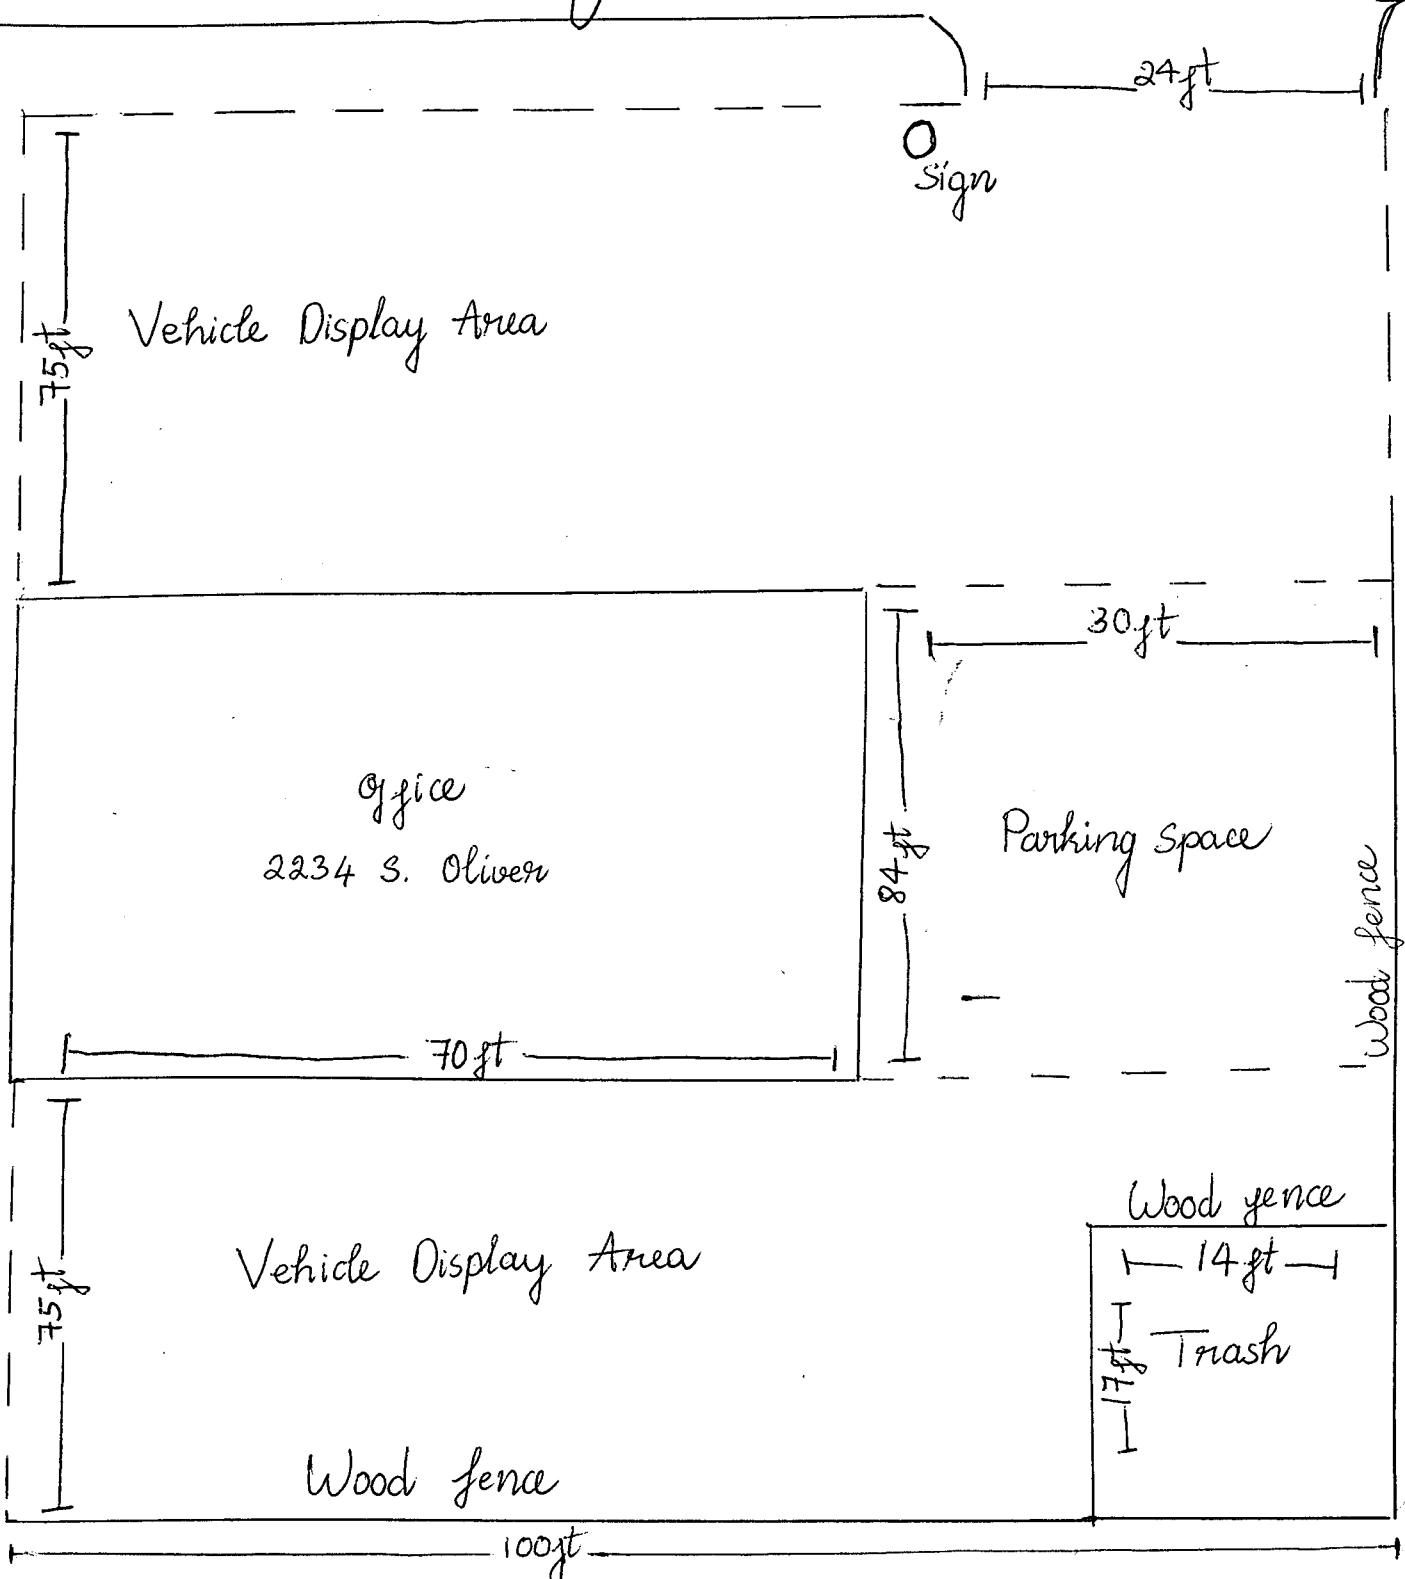 24ft
Sign
Vehicle Display Area
75ft
30ft
Office
2234 S. Oliver
84ft
Parking Space
Wood fence
70ft
Wood fence
14ft
Vehicle Display Area
75ft
17ft
Trash
Wood fence
100ft